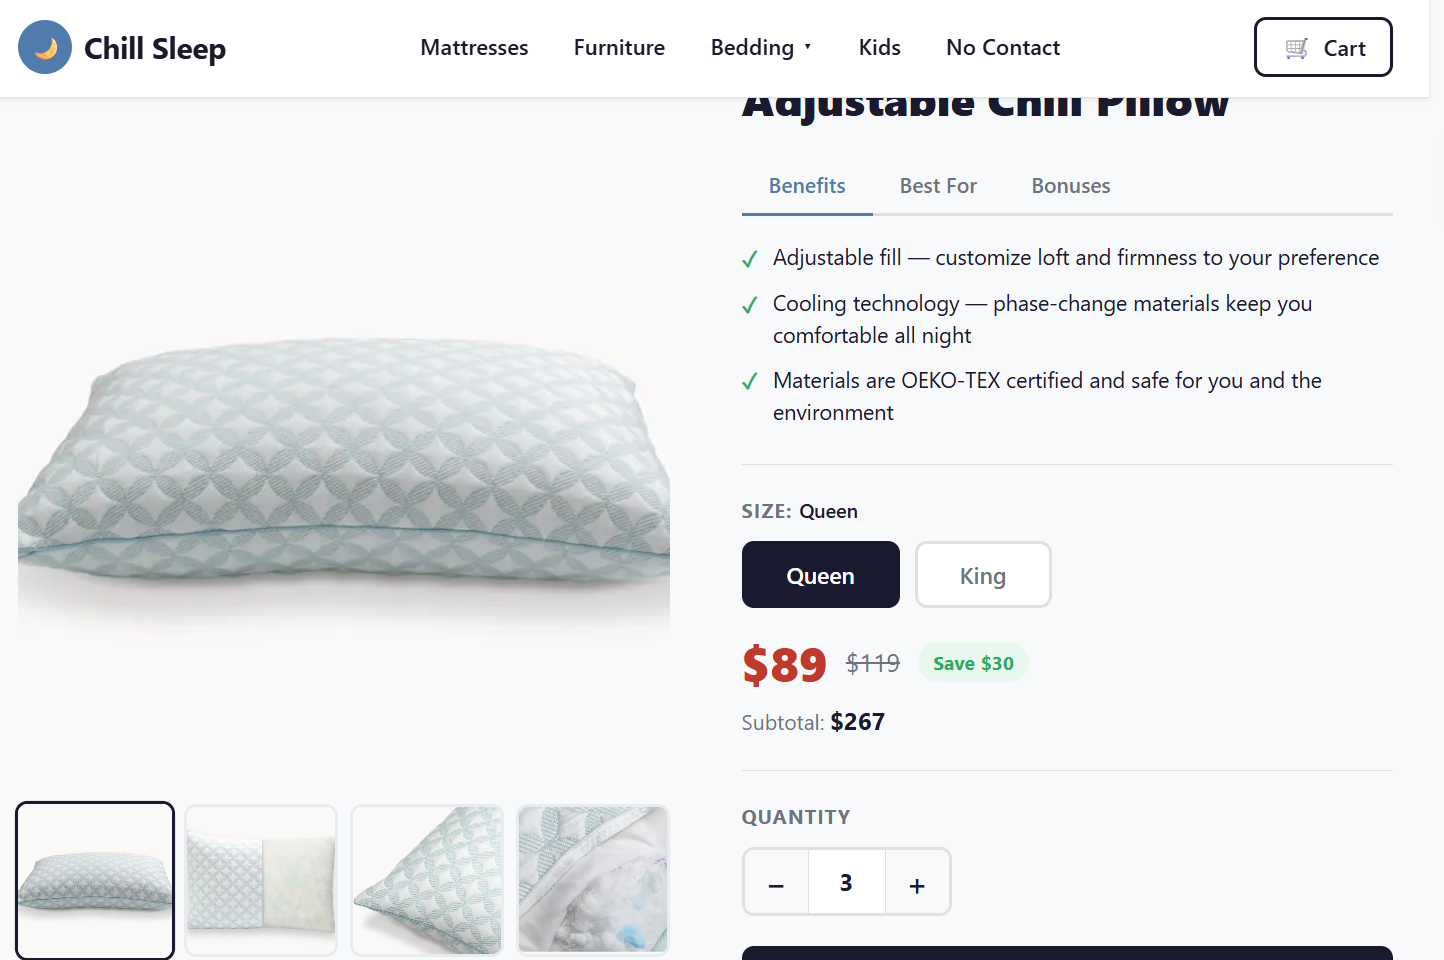 Chill Sleep
Mattresses
Furniture
Bedding ▾
Kids
No Contact
Cart
Adjustable Chill Pillow
Benefits
Best For
Bonuses
✓ Adjustable fill — customize loft and firmness to your preference
✓ Cooling technology — phase-change materials keep you
comfortable all night
✓ Materials are OEKO-TEX certified and safe for you and the
environment
SIZE: Queen
Queen
King
$89 $119 Save $30
Subtotal: $267
QUANTITY
− 3 +